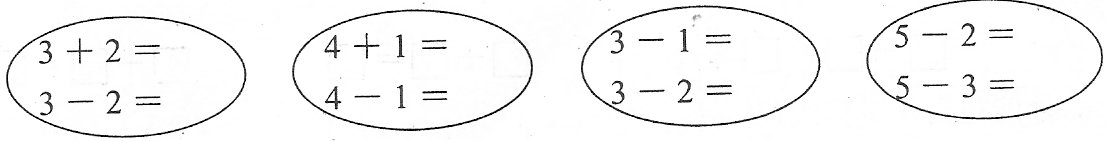 3 + 2 =
3 − 2 =
4 + 1 =
4 − 1 =
3 − 1 =
3 − 2 =
5 − 2 =
5 − 3 =